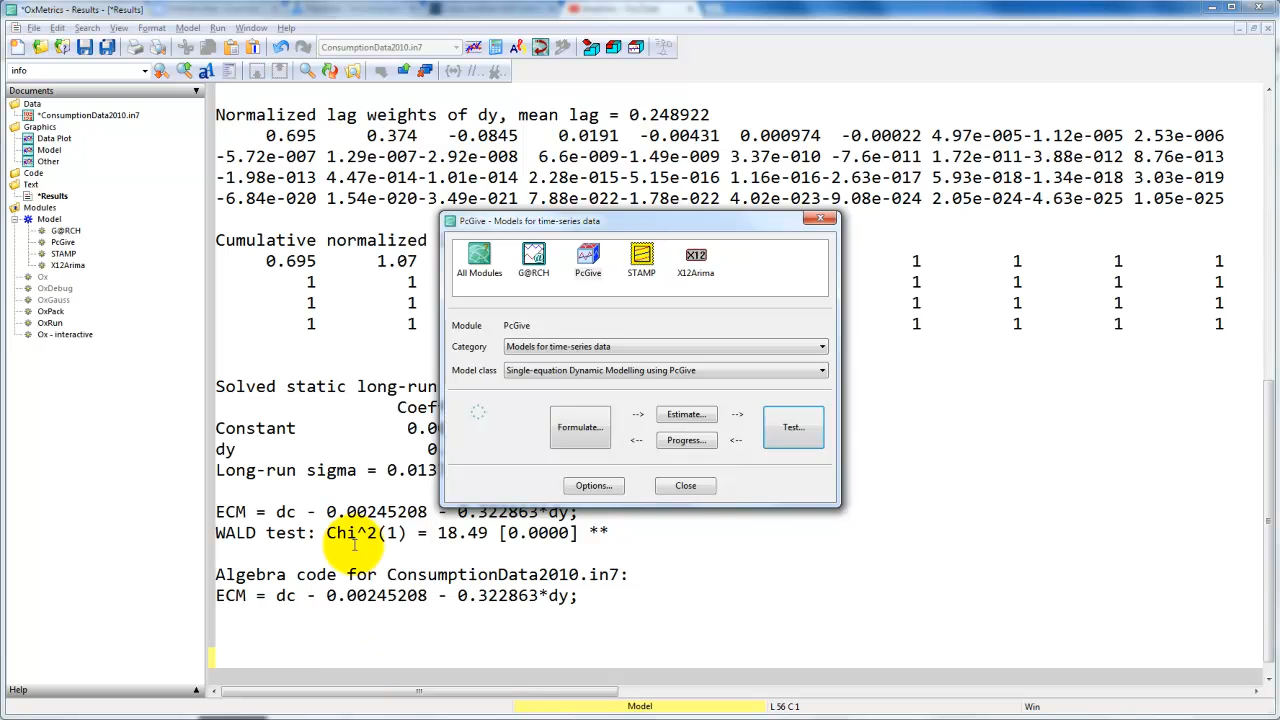 *OxMetrics - Results - [*Results]
File Edit Search View Format Model Run Window Help
ConsumptionData2010.in7
info
Documents
Data
*ConsumptionData2010.in7
Graphics
Data Plot
Model
Other
Code
Text
*Results
Modules
Model
G@RCH
PcGive
STAMP
X12Arima
Ox
OxDebug
OxGauss
OxPack
OxRun
Ox - interactive
Help
Normalized lag weights of dy, mean lag = 0.248922
0.695 0.374 -0.0845 0.0191 -0.00431 0.000974 -0.00022 4.97e-005-1.12e-005 2.53e-006
-5.72e-007 1.29e-007-2.92e-008 6.6e-009-1.49e-009 3.37e-010 -7.6e-011 1.72e-011-3.88e-012 8.76e-013
-1.98e-013 4.47e-014-1.01e-014 2.28e-015-5.15e-016 1.16e-016-2.63e-017 5.93e-018-1.34e-018 3.03e-019
-6.84e-020 1.54e-020-3.49e-021 7.88e-022-1.78e-022 4.02e-023-9.08e-024 2.05e-024-4.63e-025 1.05e-025
Cumulative normalized
0.695 1.07 1 1 1 1
1 1 1 1 1 1
1 1 1 1 1 1
1 1 1 1 1 1
Solved static long-run
Coef
Constant 0.0
dy 0
Long-run sigma = 0.013
ECM = dc - 0.00245208 - 0.322863*dy;
WALD test: Chi^2(1) = 18.49 [0.0000] **
Algebra code for ConsumptionData2010.in7:
ECM = dc - 0.00245208 - 0.322863*dy;
PcGive - Models for time-series data
All Modules G@RCH PcGive STAMP X12Arima
X12
Module PcGive
Category Models for time-series data
Model class Single-equation Dynamic Modelling using PcGive
Formulate... --> Estimate... --> Test...
<-- Progress... <--
Options... Close
Model L 56 C 1 Win